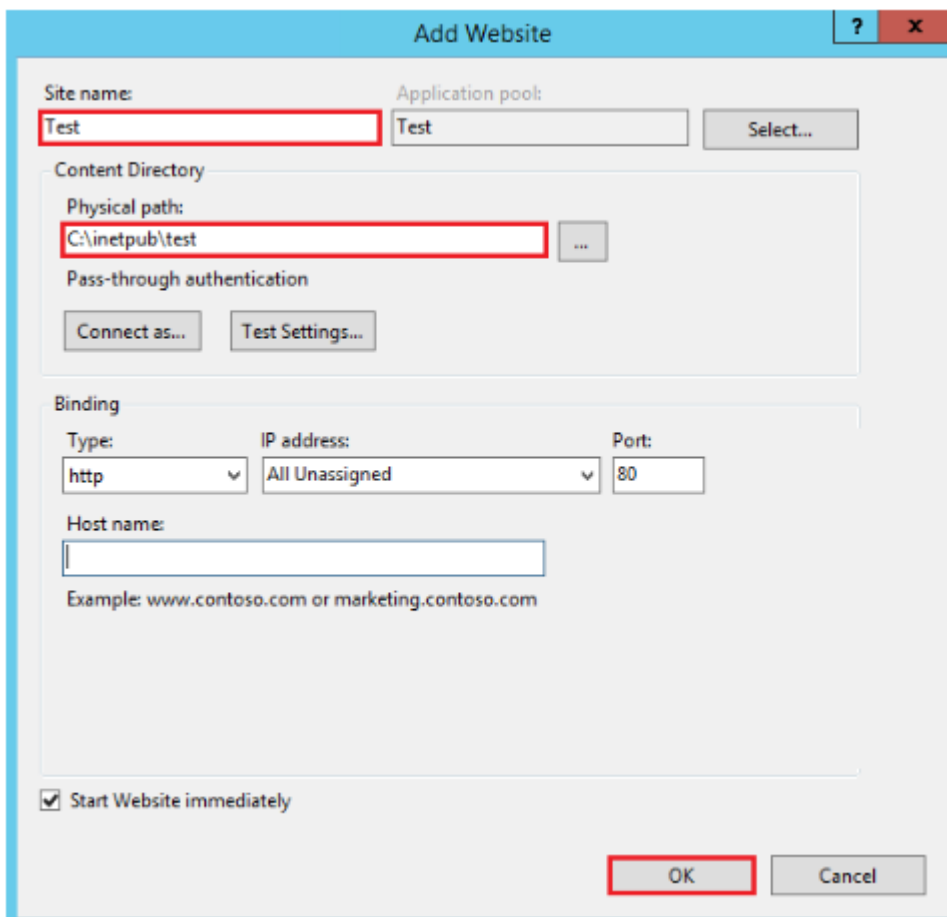 Add Website
? x
Site name: Application pool:
Test Test Select...
Content Directory
Physical path:
C:\inetpub\test ...
Pass-through authentication
Connect as... Test Settings...
Binding
Type: IP address: Port:
http All Unassigned 80
Host name:
Example: www.contoso.com or marketing.contoso.com
Start Website immediately
OK Cancel